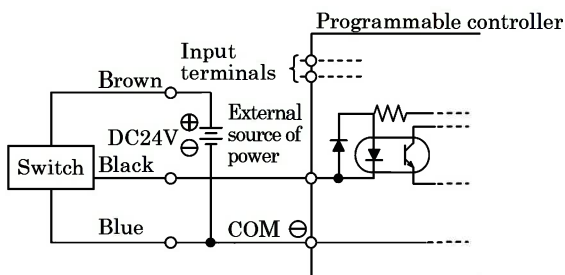 Programmable controller
Input
terminals
Brown
⊕
External
DC24V
source of
⊖
power
Switch
Black
Blue
COM ⊖